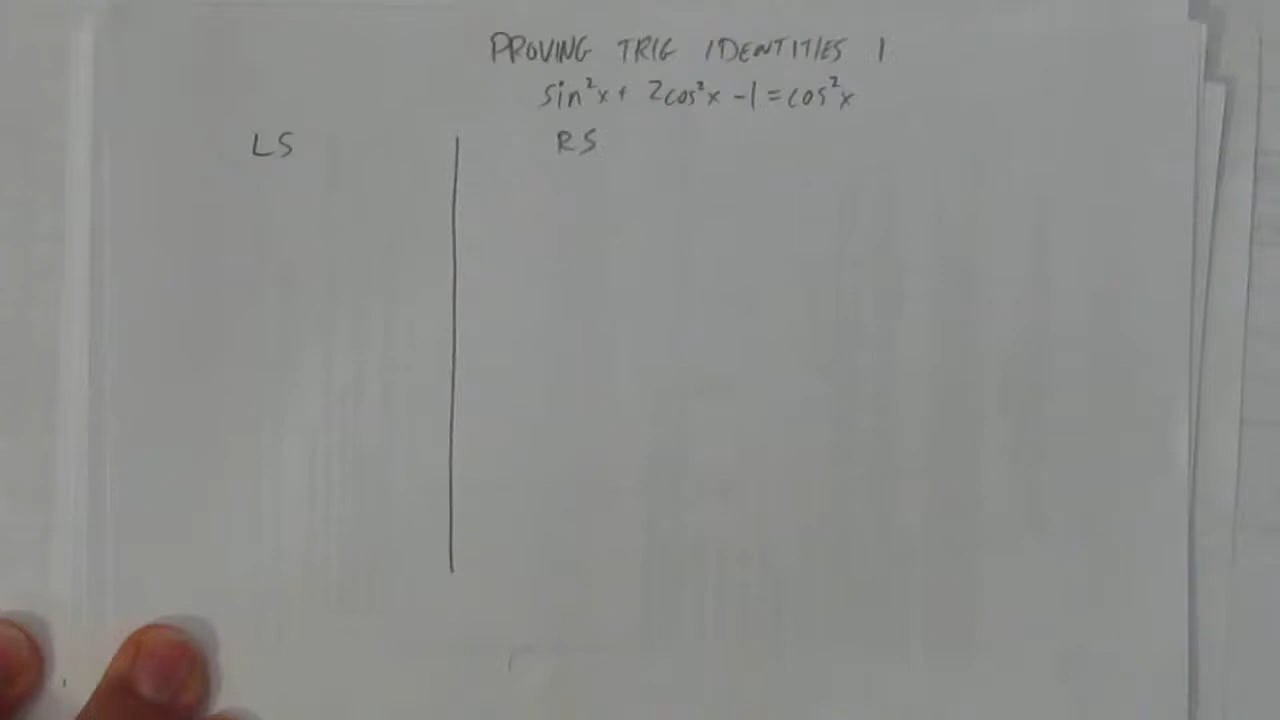 PROVING TRIG IDENTITIES 1
sin²x + 2cos²x - 1 = cos²x
LS RS